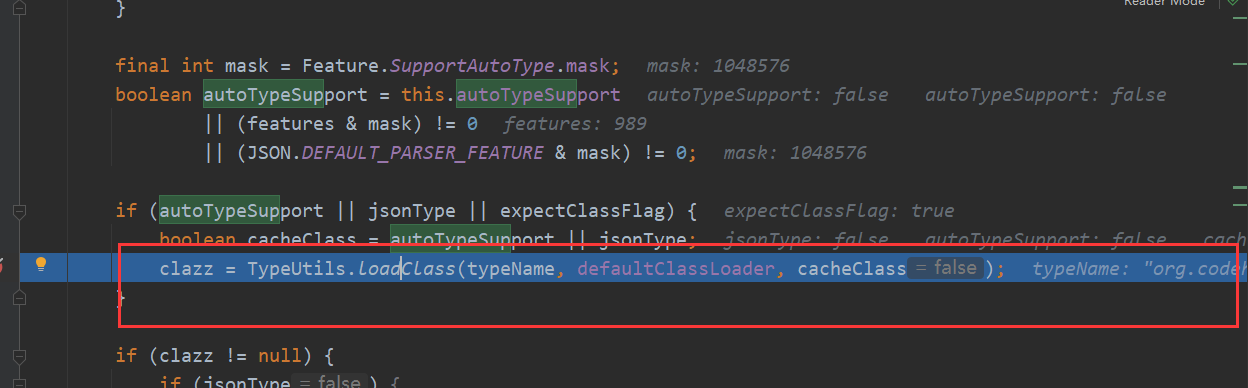 Reader Mode
}
final int mask = Feature.SupportAutoType.mask; mask: 1048576
boolean autoTypeSupport = this.autoTypeSupport autoTypeSupport: false autoTypeSupport: false
|| (features & mask) != 0 features: 989
|| (JSON.DEFAULT_PARSER_FEATURE & mask) != 0; mask: 1048576
if (autoTypeSupport || jsonType || expectClassFlag) { expectClassFlag: true
boolean cacheClass = autoTypeSupport || jsonType; jsonType: false autoTypeSupport: false cach
clazz = TypeUtils.loadClass(typeName, defaultClassLoader, cacheClass = false ); typeName: "org.codeh
}
if (clazz != null) {
if (jsonType = false ) {